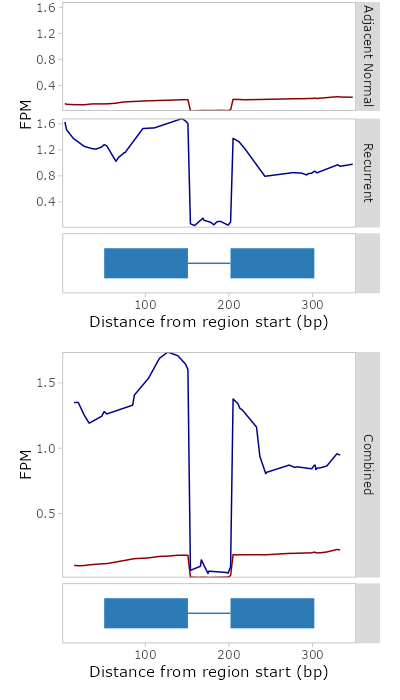 1.6
1.2
0.8
0.4
Adjacent Normal
FPM
1.6
1.2
0.8
0.4
Recurrent
100
200
300
Distance from region start (bp)
1.5
1.0
0.5
FPM
Combined
100
200
300
Distance from region start (bp)